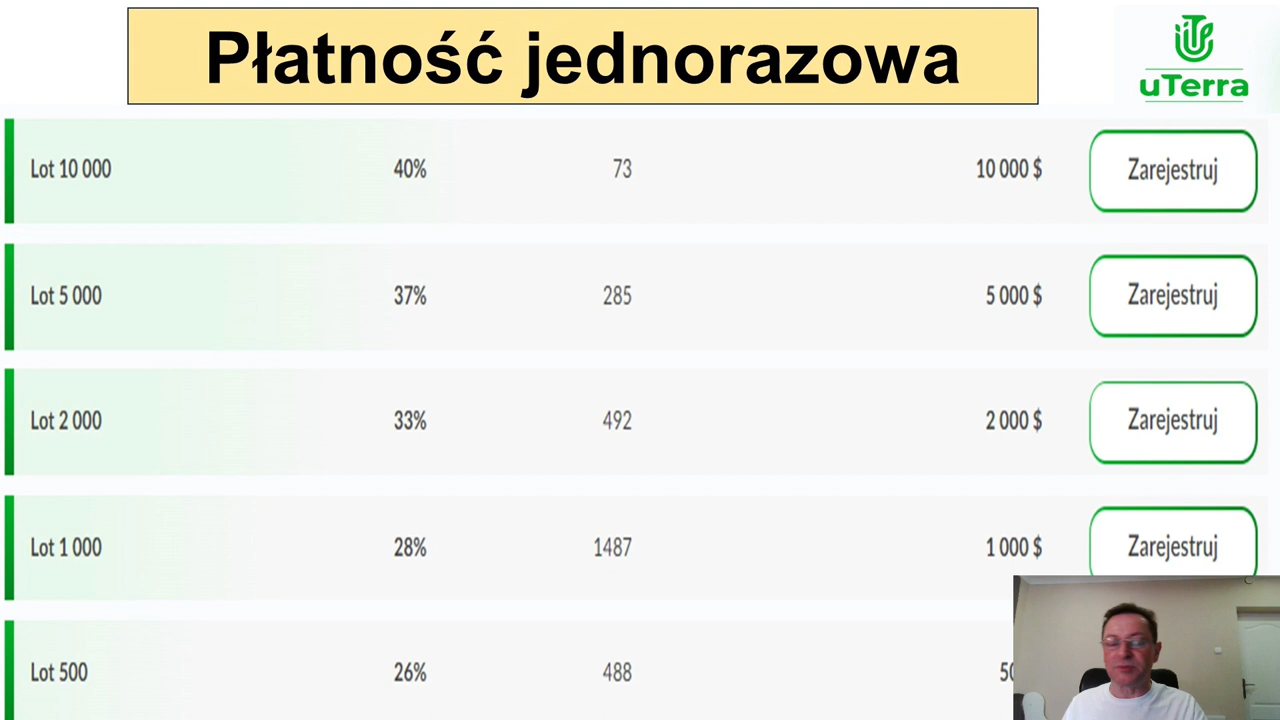 Płatność jednorazowa
uTerra
Lot 10 000 40% 73 10 000 $ Zarejestruj
Lot 5 000 37% 285 5 000 $ Zarejestruj
Lot 2 000 33% 492 2 000 $ Zarejestruj
Lot 1 000 28% 1487 1 000 $ Zarejestruj
Lot 500 26% 488